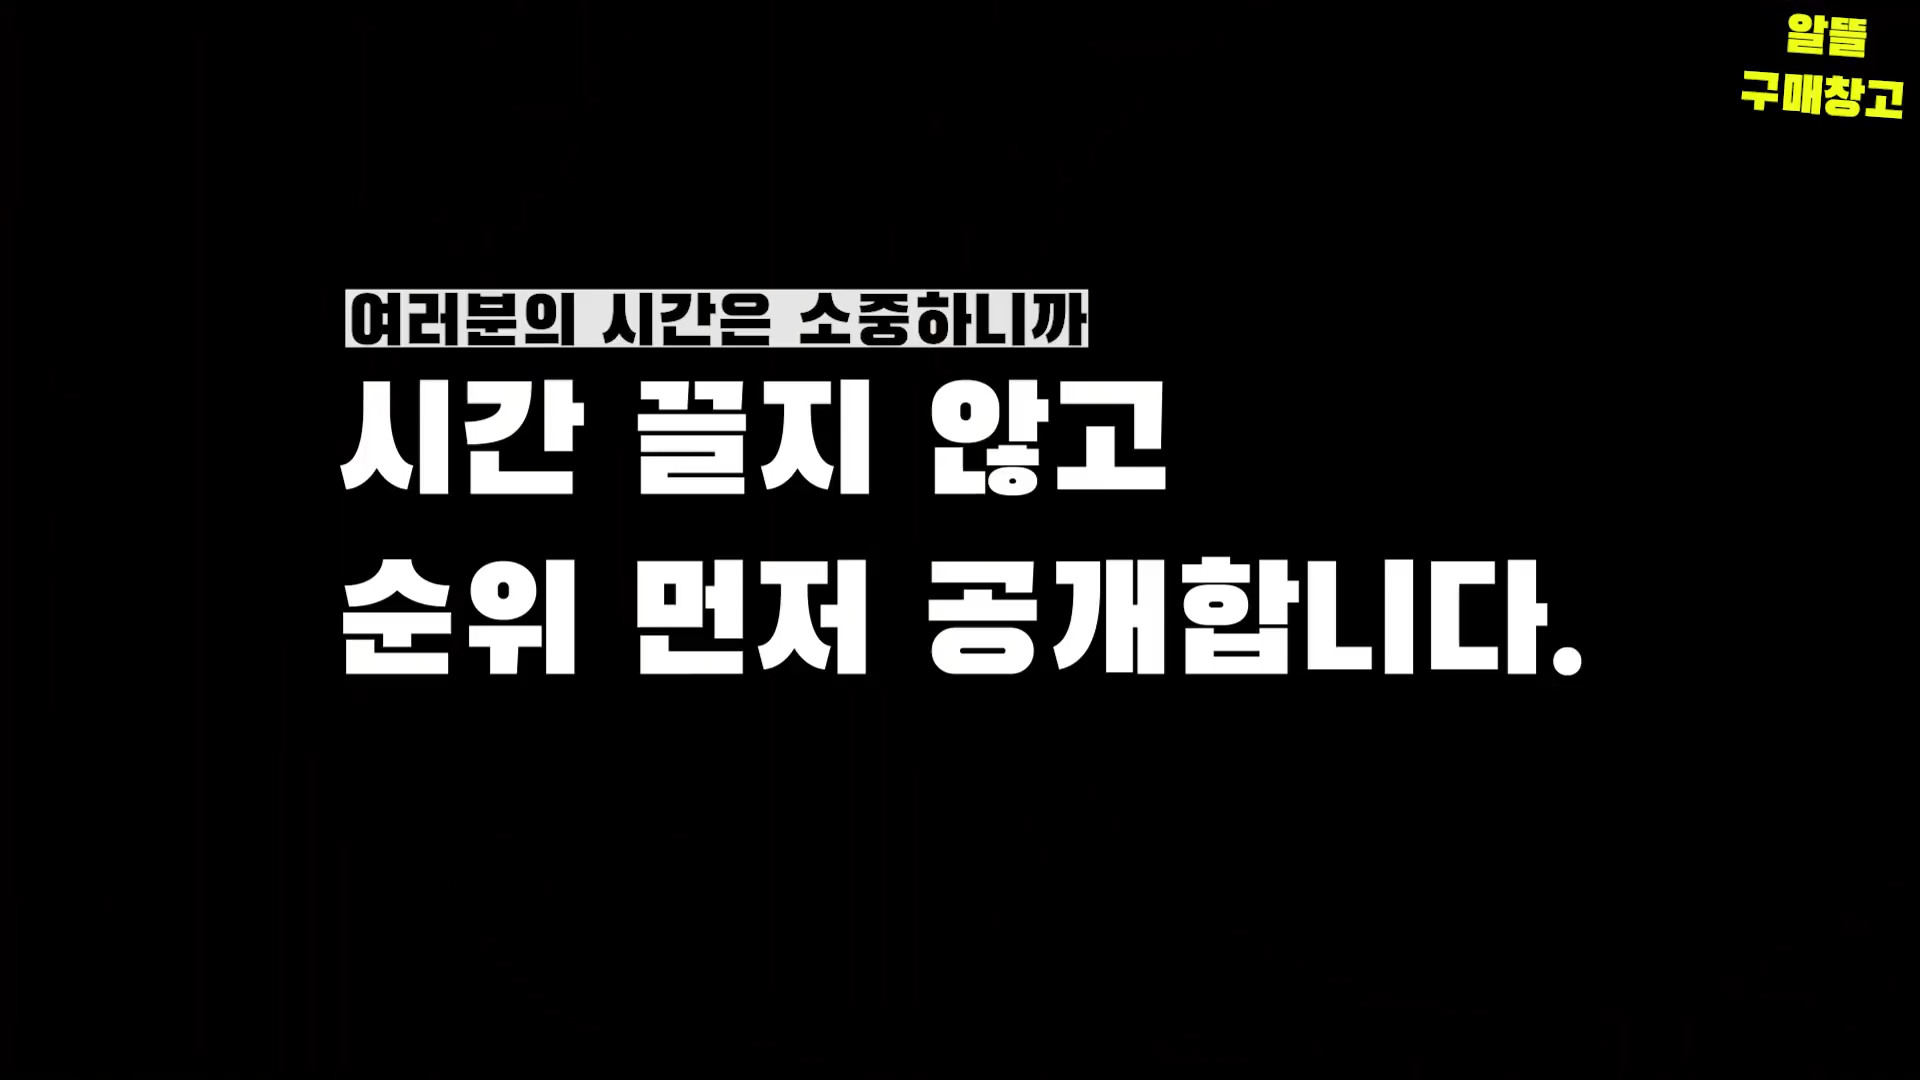 알뜰
구매창고
여러분의 시간은 소중하니까
시간 끌지 않고
순위 먼저 공개합니다.